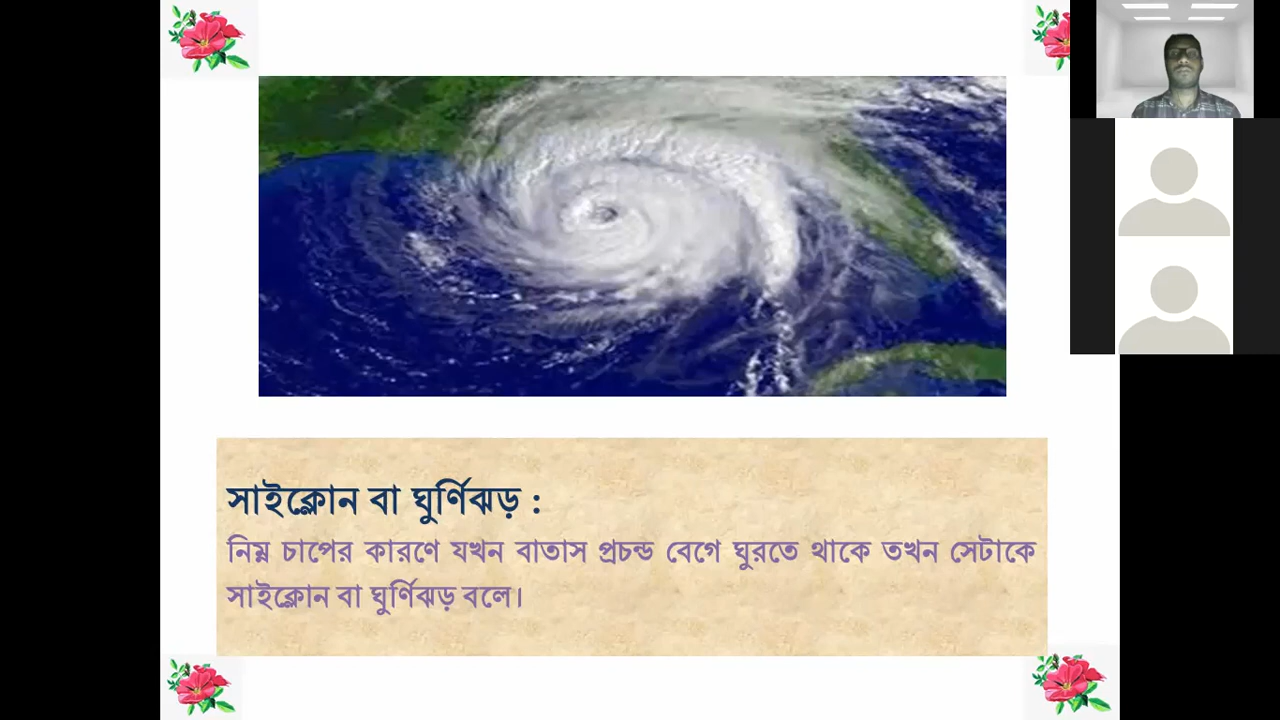 সাইক্লোন বা ঘুর্ণিঝড় :
নিম্ন চাপের কারণে যখন বাতাস প্রচন্ড বেগে ঘুরতে থাকে তখন সেটাকে
সাইক্লোন বা ঘুর্ণিঝড় বলে।